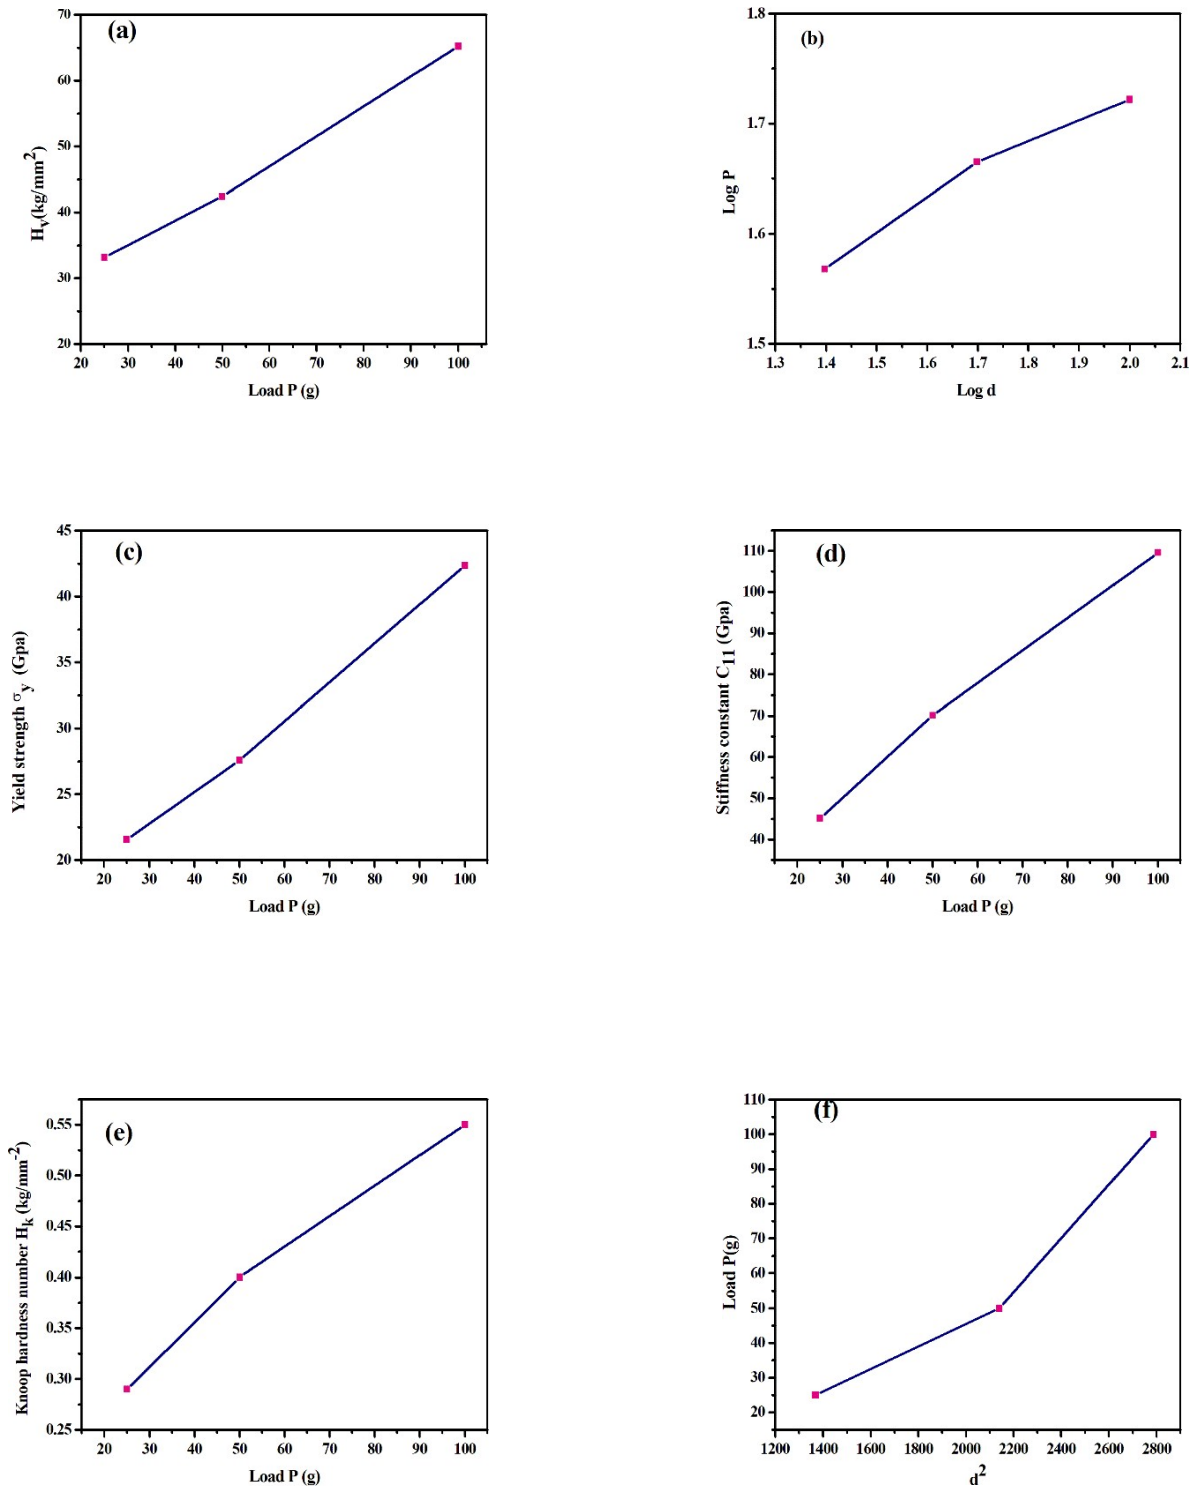 (a)
70
60
50
40
30
20
H_v(kg/mm^2)
20 30 40 50 60 70 80 90 100
Load P (g)
(b)
1.8
1.7
1.6
1.5
Log P
1.3 1.4 1.5 1.6 1.7 1.8 1.9 2.0 2.1
Log d
(c)
45
40
35
30
25
20
Yield strength σ_y (Gpa)
20 30 40 50 60 70 80 90 100
Load P (g)
(d)
110
100
90
80
70
60
50
40
Stiffness constant C_11 (Gpa)
20 30 40 50 60 70 80 90 100
Load P (g)
(e)
0.55
0.50
0.45
0.40
0.35
0.30
0.25
Knoop hardness number H_k (kg/mm^-2)
20 30 40 50 60 70 80 90 100
Load P (g)
(f)
110
100
90
80
70
60
50
40
30
20
Load P(g)
1200 1400 1600 1800 2000 2200 2400 2600 2800
d^2